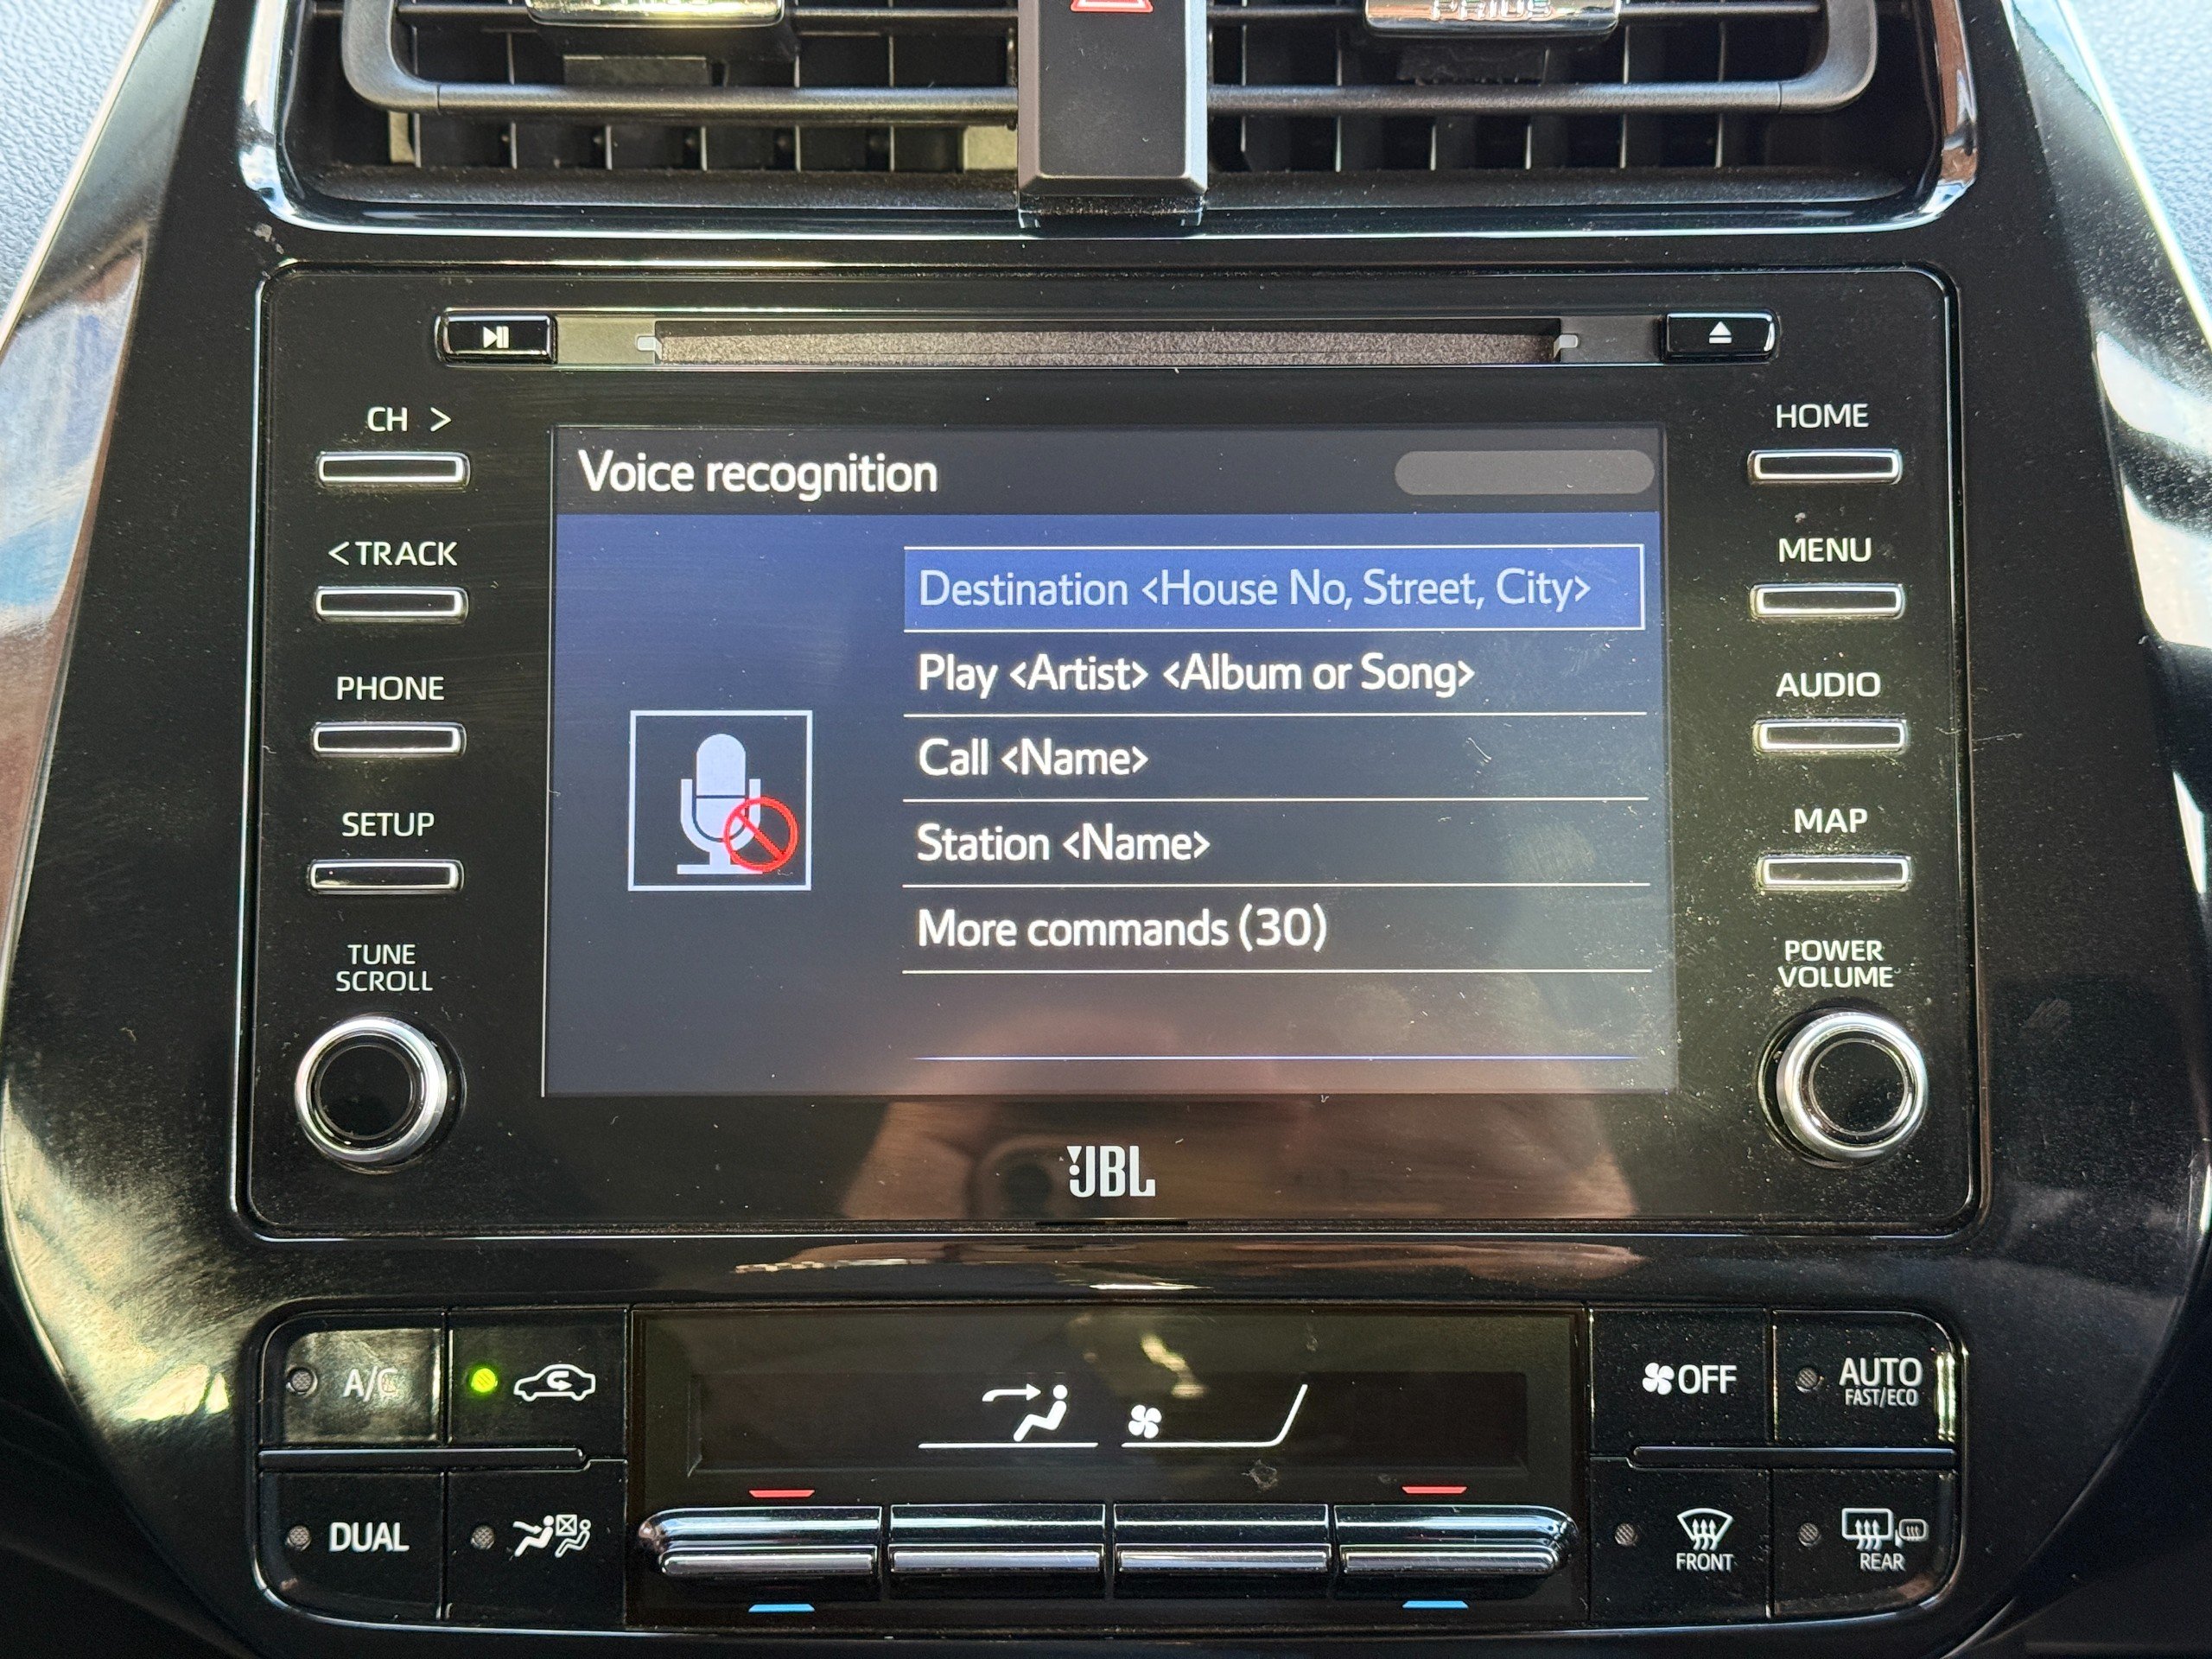 PRIUS
CH >
HOME
Voice recognition
< TRACK
MENU
Destination <House No, Street, City>
PHONE
AUDIO
Play <Artist> <Album or Song>
Call <Name>
SETUP
MAP
Station <Name>
More commands (30)
TUNE
SCROLL
POWER
VOLUME
JBL
A/C
OFF
AUTO
FAST/ECO
DUAL
FRONT
REAR